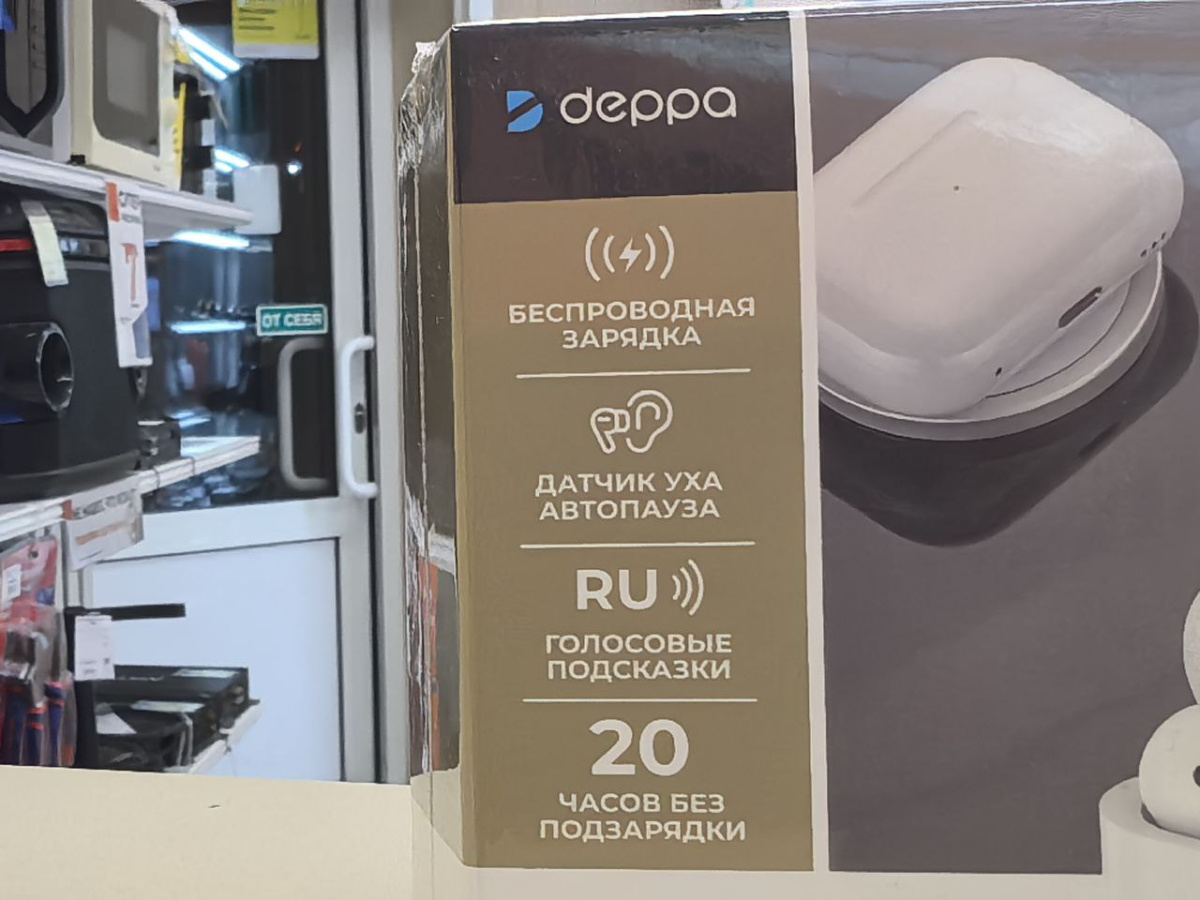 deppa
БЕСПРОВОДНАЯ
ЗАРЯДКА
ДАТЧИК УХА
АВТОПАУЗА
RU
ГОЛОСОВЫЕ
ПОДСКАЗКИ
20
ЧАСОВ БЕЗ
ПОДЗАРЯДКИ
ОТ СЕБЯ